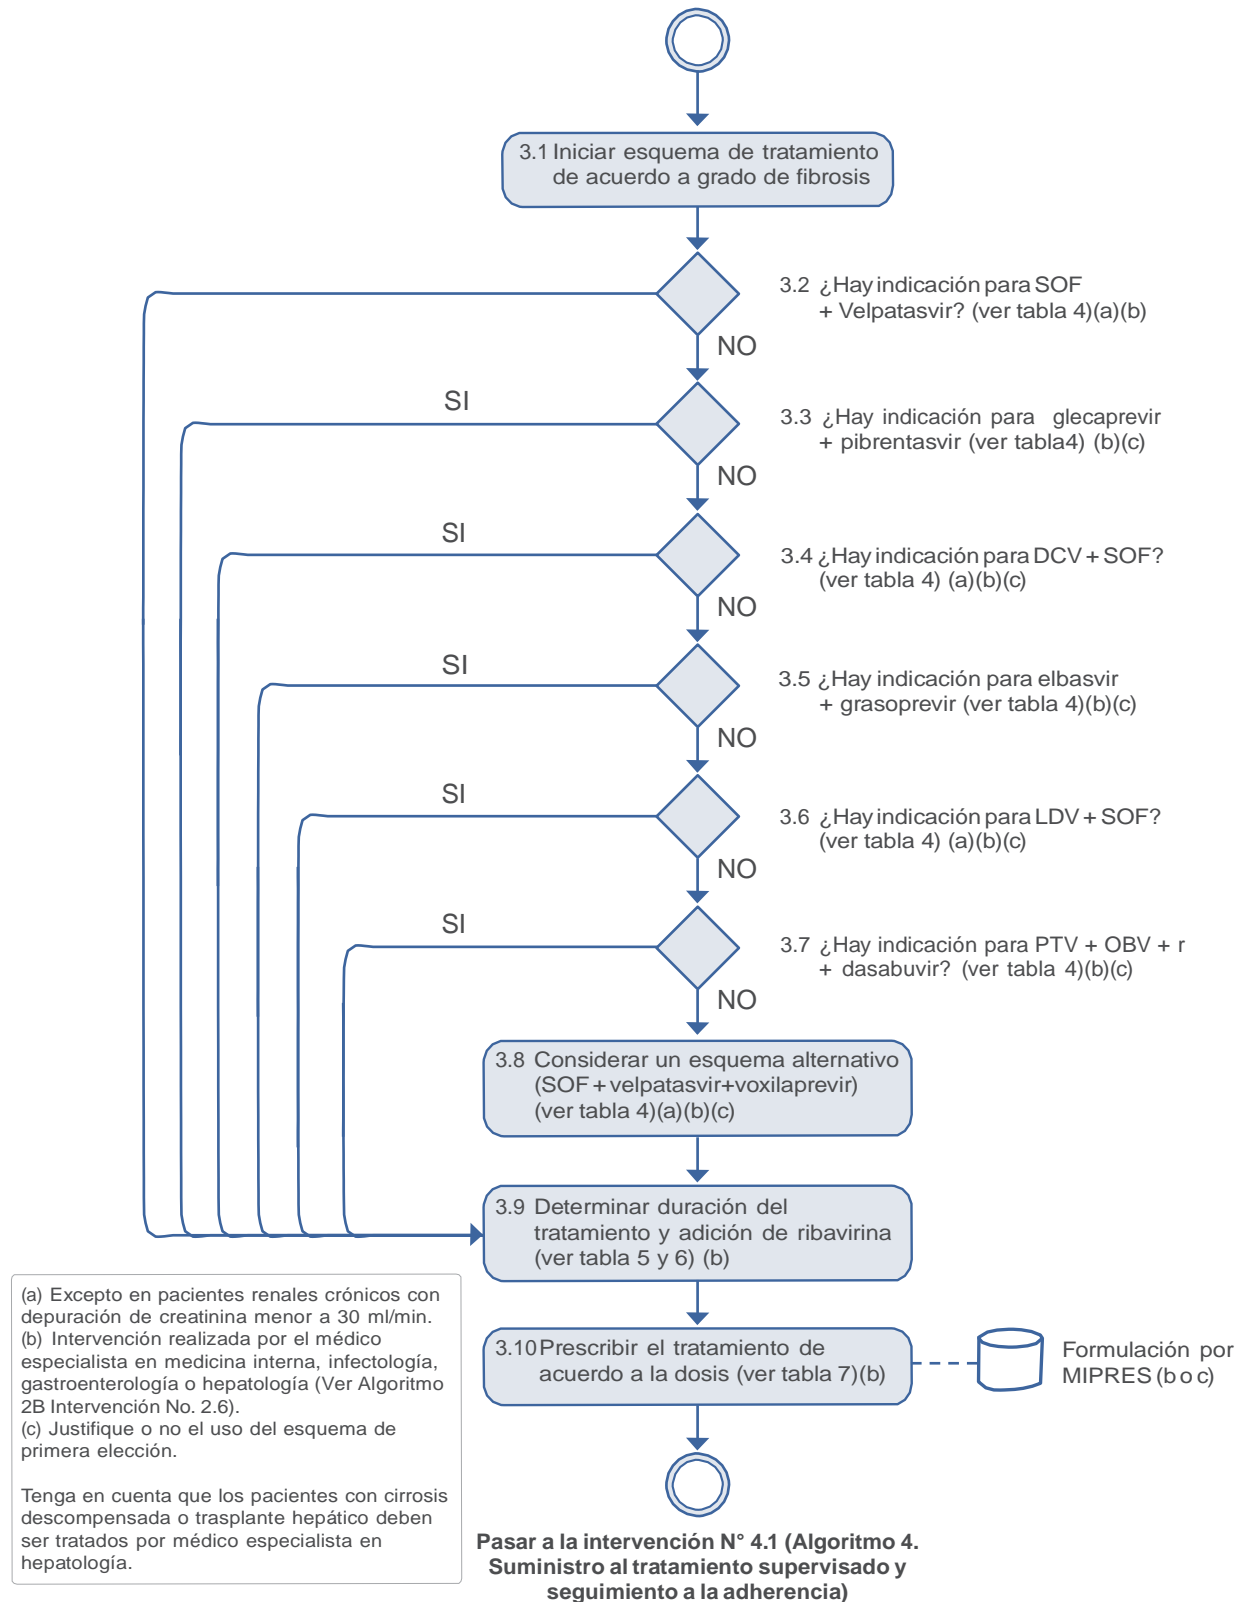 3.1 Iniciar esquema de tratamiento
de acuerdo a grado de fibrosis
3.2 ¿Hay indicación para SOF
+ Velpatasvir? (ver tabla 4)(a)(b)
NO
SI
3.3 ¿Hay indicación para glecaprevir
+ pibrentasvir (ver tabla4) (b)(c)
NO
SI
3.4 ¿Hay indicación para DCV + SOF?
(ver tabla 4) (a)(b)(c)
NO
SI
3.5 ¿Hay indicación para elbasvir
+ grasoprevir (ver tabla 4)(b)(c)
NO
SI
3.6 ¿Hay indicación para LDV + SOF?
(ver tabla 4) (a)(b)(c)
NO
SI
3.7 ¿Hay indicación para PTV + OBV + r
+ dasabuvir? (ver tabla 4)(b)(c)
NO
3.8 Considerar un esquema alternativo
(SOF + velpatasvir+voxilaprevir)
(ver tabla 4)(a)(b)(c)
3.9 Determinar duración del
tratamiento y adición de ribavirina
(ver tabla 5 y 6) (b)
3.10 Prescribir el tratamiento de
acuerdo a la dosis (ver tabla 7)(b)
Formulación por
MIPRES (b o c)
(a) Excepto en pacientes renales crónicos con
depuración de creatinina menor a 30 ml/min.
(b) Intervención realizada por el médico
especialista en medicina interna, infectología,
gastroenterología o hepatología (Ver Algoritmo
2B Intervención No. 2.6).
(c) Justifique o no el uso del esquema de
primera elección.
Tenga en cuenta que los pacientes con cirrosis
descompensada o trasplante hepático deben
ser tratados por médico especialista en
hepatología.
Pasar a la intervención N° 4.1 (Algoritmo 4.
Suministro al tratamiento supervisado y
seguimiento a la adherencia)